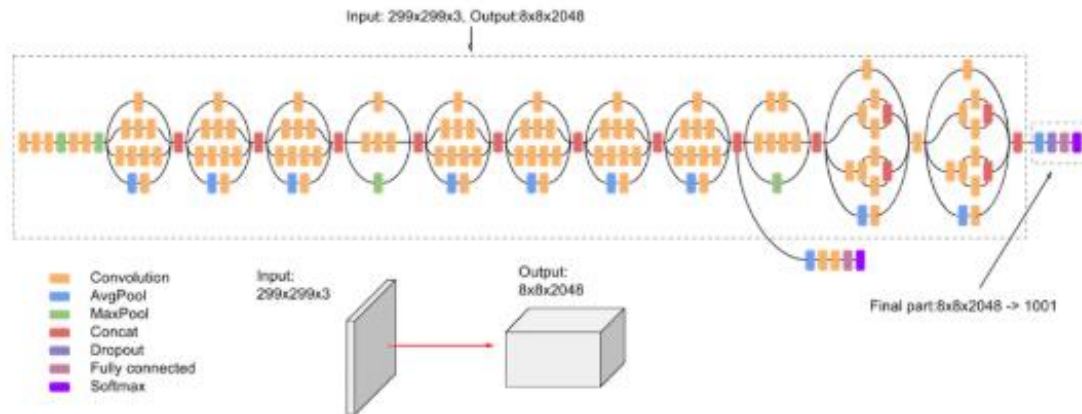 Input: 299x299x3, Output:8x8x2048
Convolution
AvgPool
MaxPool
Concat
Dropout
Fully connected
Softmax
Input:
299x299x3
Output:
8x8x2048
Final part:8x8x2048 -> 1001